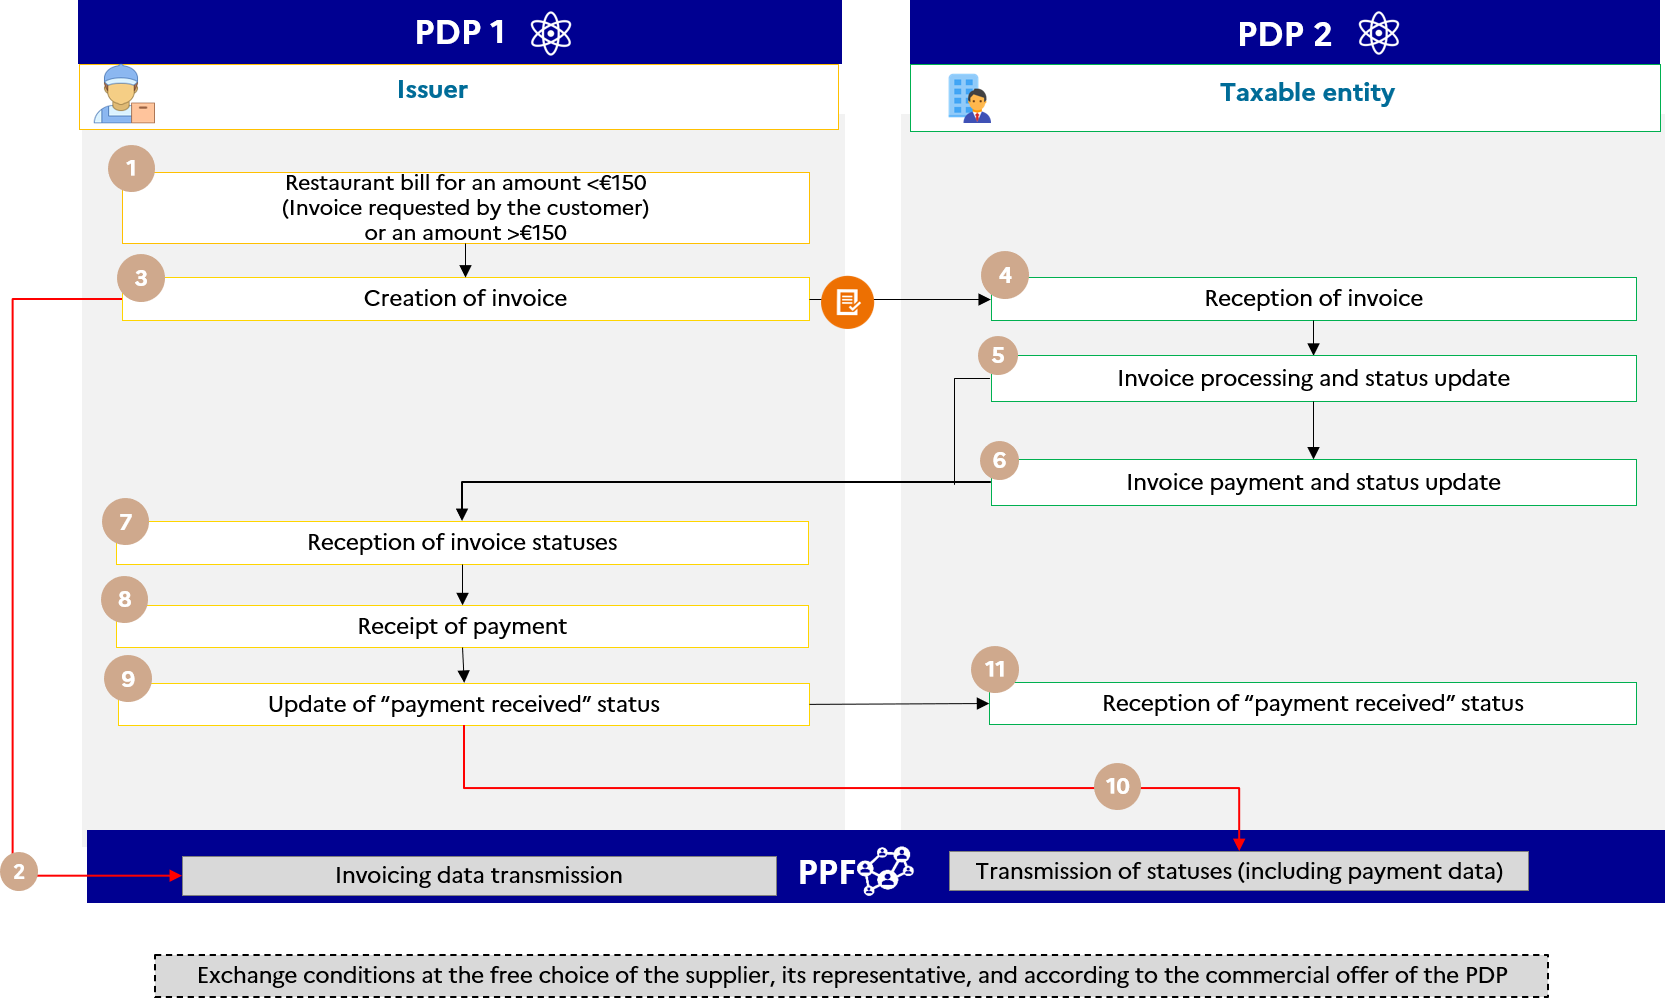 PDP 1
PDP 2
Issuer
Taxable entity
1
Restaurant bill for an amount <€150
(Invoice requested by the customer)
or an amount >€150
3
Creation of invoice
4
Reception of invoice
5
Invoice processing and status update
6
Invoice payment and status update
7
Reception of invoice statuses
8
Receipt of payment
9
Update of “payment received” status
11
Reception of “payment received” status
10
2
Invoicing data transmission
PPF
Transmission of statuses (including payment data)
Exchange conditions at the free choice of the supplier, its representative, and according to the commercial offer of the PDP